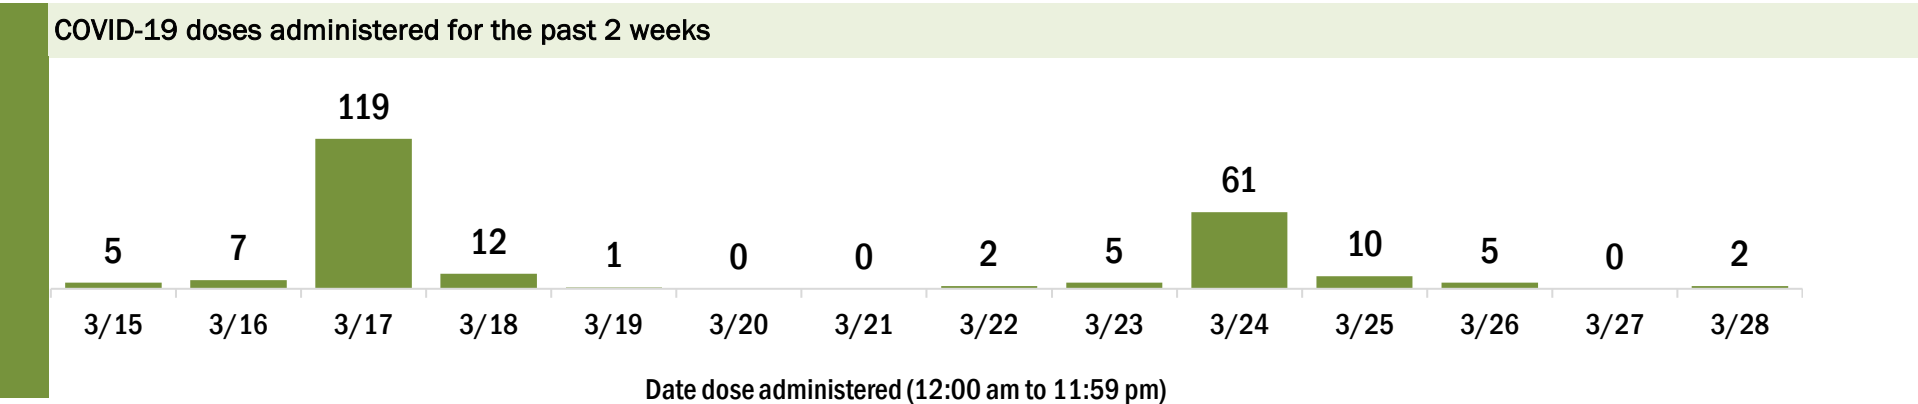 COVID-19 doses administered for the past 2 weeks
119
61
5 7 12 1 0 0 2 5 10 5 0 2
3/15 3/16 3/17 3/18 3/19 3/20 3/21 3/22 3/23 3/24 3/25 3/26 3/27 3/28
Date dose administered (12:00 am to 11:59 pm)